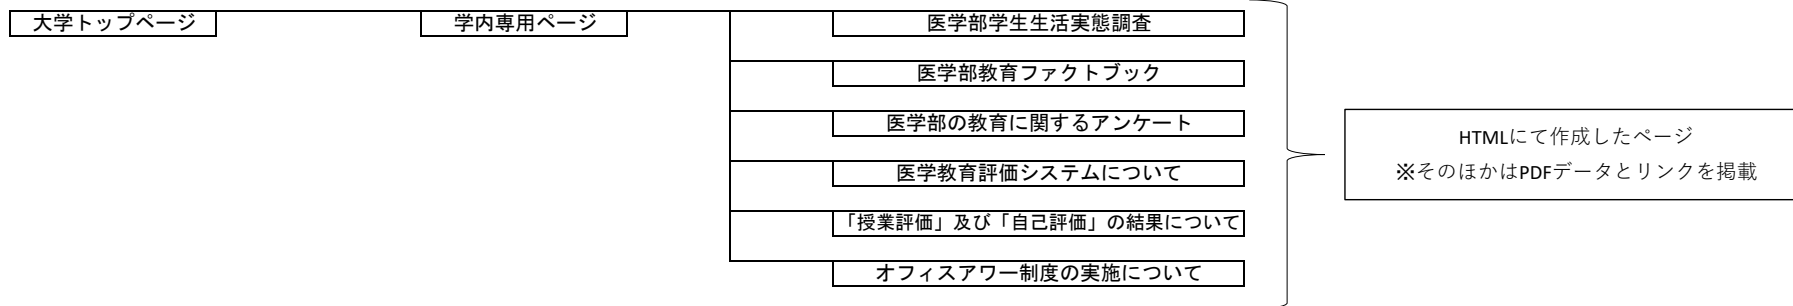 大学トップページ
学内専用ページ
医学部学生生活実態調査
医学部教育ファクトブック
医学部の教育に関するアンケート
医学教育評価システムについて
「授業評価」及び「自己評価」の結果について
オフィスアワー制度の実施について
HTMLにて作成したページ
※そのほかはPDFデータとリンクを掲載